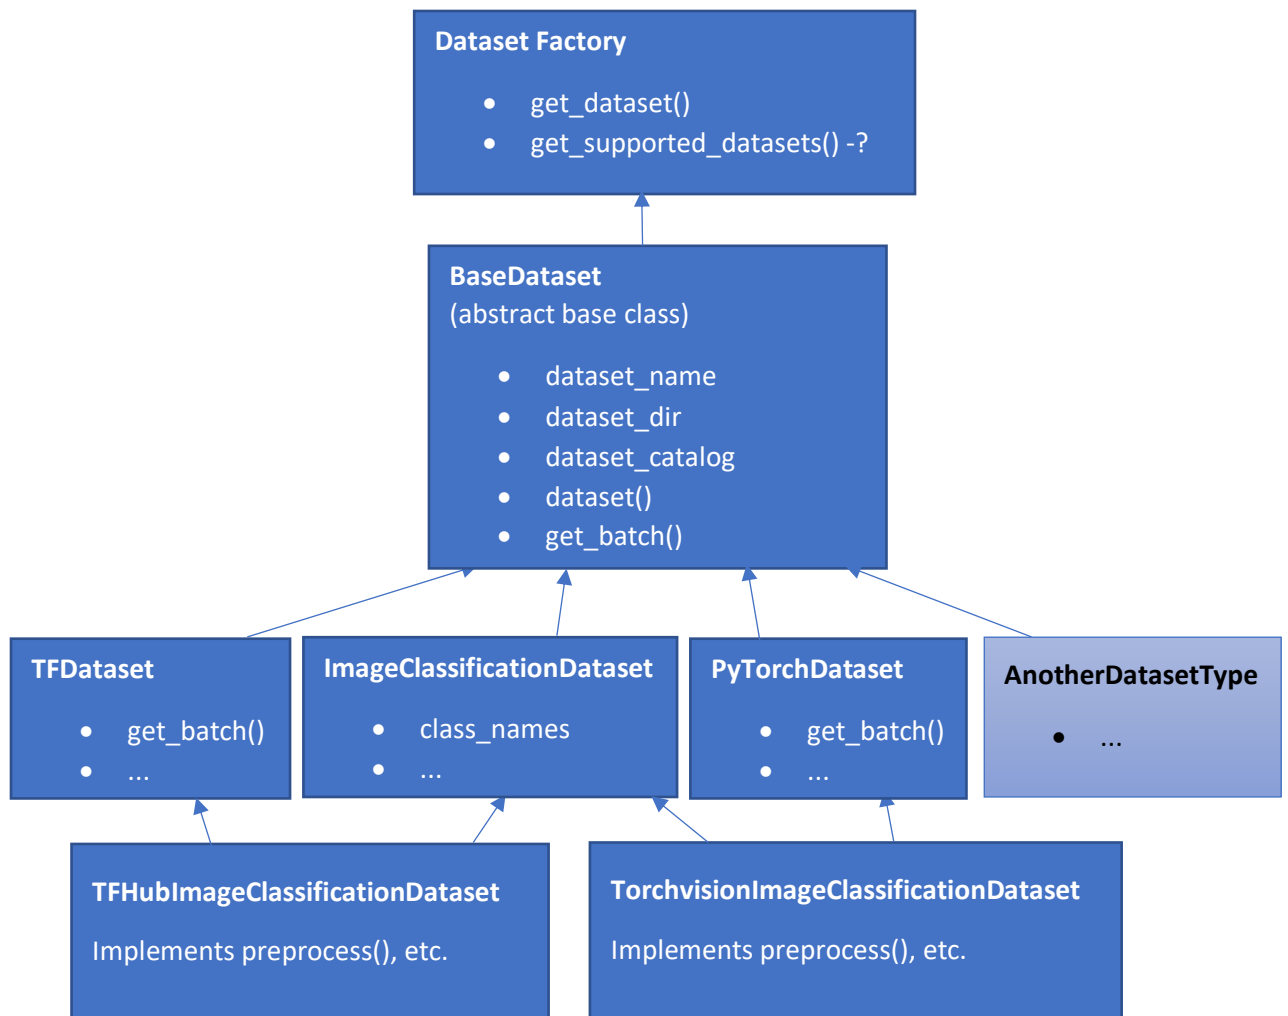 Dataset Factory
• get_dataset()
• get_supported_datasets() -?
BaseDataset
(abstract base class)
• dataset_name
• dataset_dir
• dataset_catalog
• dataset()
• get_batch()
TFDataset
• get_batch()
• ...
ImageClassificationDataset
• class_names
• ...
PyTorchDataset
• get_batch()
• ...
AnotherDatasetType
• ...
TFHubImageClassificationDataset
Implements preprocess(), etc.
TorchvisionImageClassificationDataset
Implements preprocess(), etc.